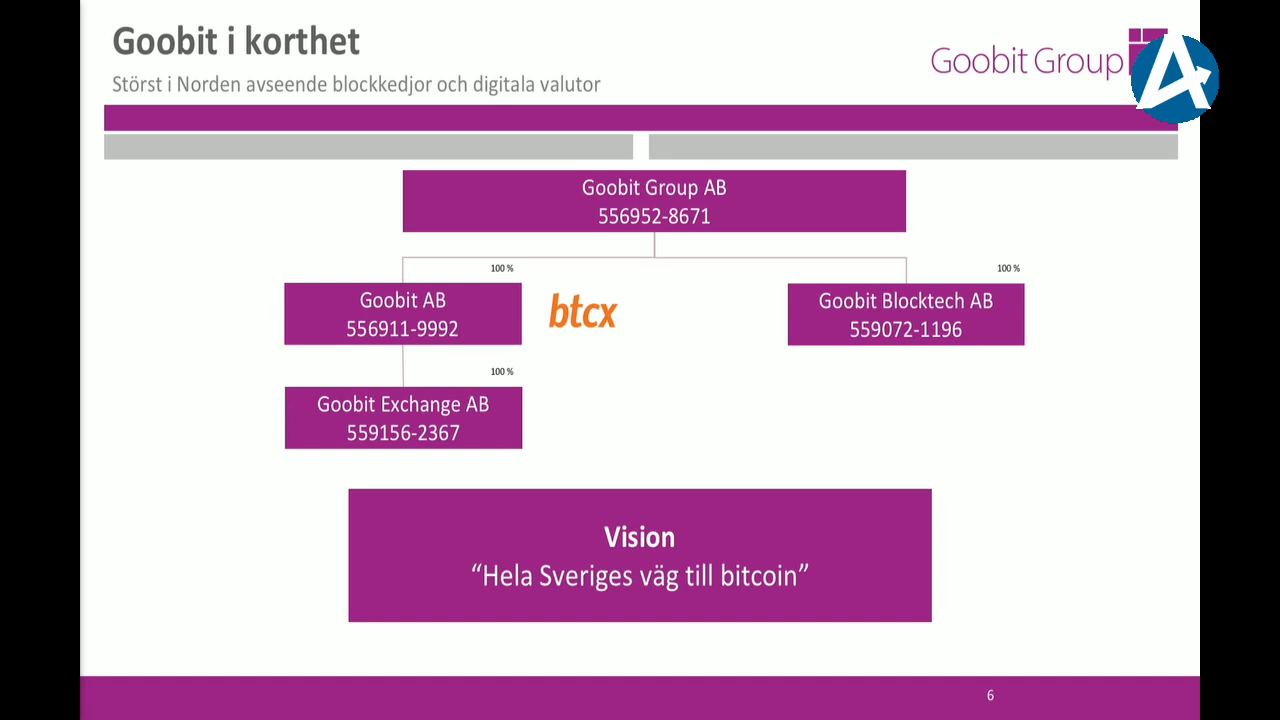 Goobit i korthet
Störst i Norden avseende blockkedjor och digitala valutor
Goobit Group
Goobit Group AB
556952-8671
100 %
100 %
Goobit AB
556911-9992
btcx
Goobit Blocktech AB
559072-1196
100 %
Goobit Exchange AB
559156-2367
Vision
“Hela Sveriges väg till bitcoin”
6